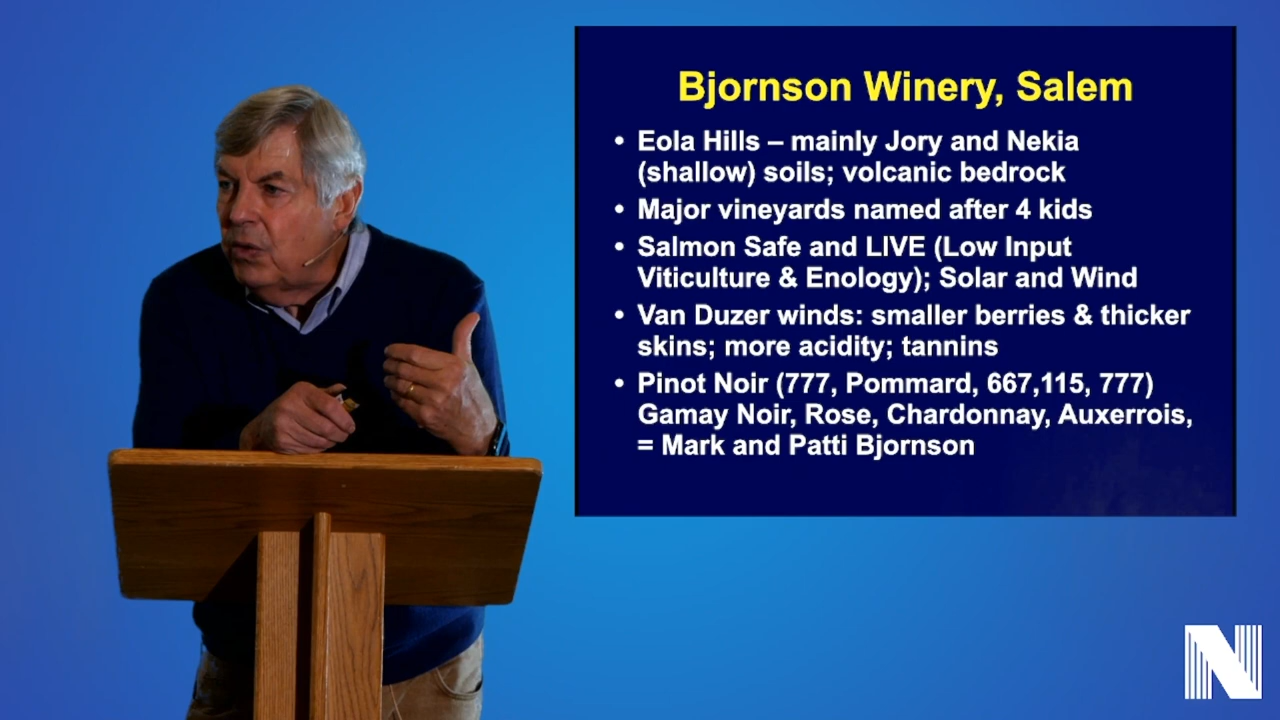 Bjornson Winery, Salem
• Eola Hills – mainly Jory and Nekia
(shallow) soils; volcanic bedrock
• Major vineyards named after 4 kids
• Salmon Safe and LIVE (Low Input
Viticulture & Enology); Solar and Wind
• Van Duzer winds: smaller berries & thicker
skins; more acidity; tannins
• Pinot Noir (777, Pommard, 667,115, 777)
Gamay Noir, Rose, Chardonnay, Auxerrois,
= Mark and Patti Bjornson
N